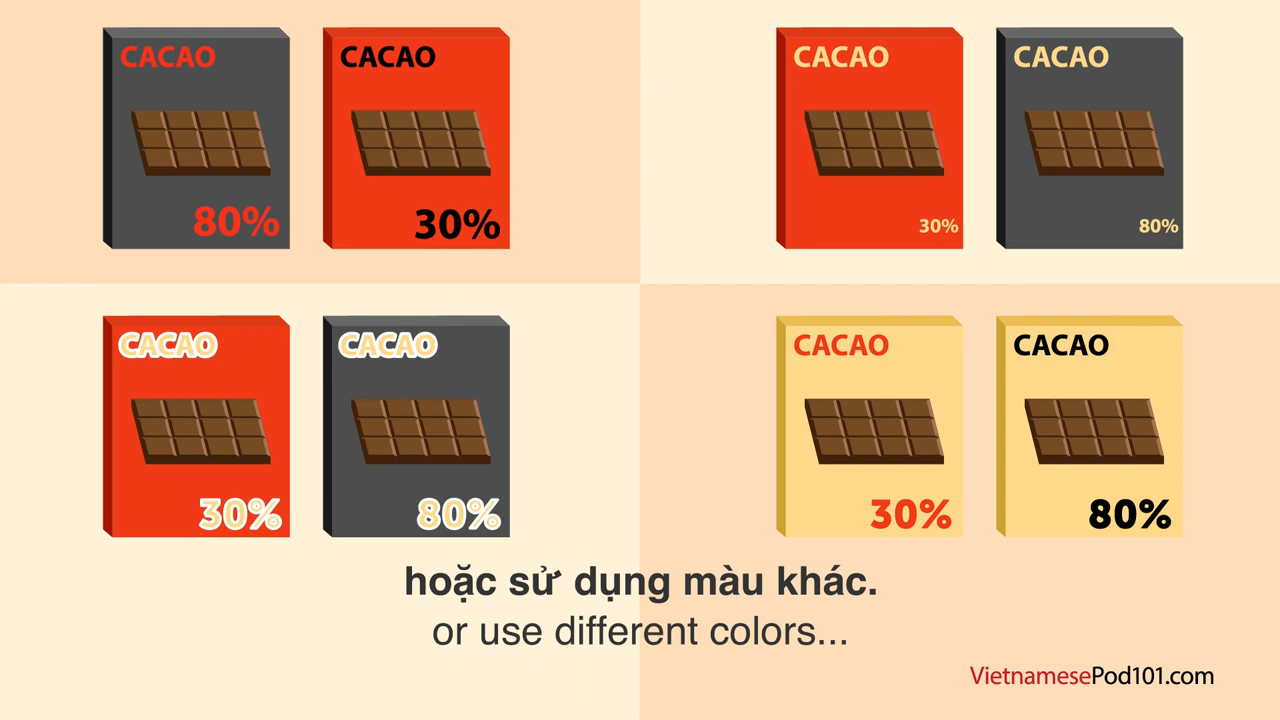 CACAO
80%
CACAO
30%
CACAO
30%
CACAO
80%
CACAO
30%
CACAO
80%
CACAO
30%
CACAO
80%
hoặc sử dụng màu khác.
or use different colors...
VietnamesePod101.com